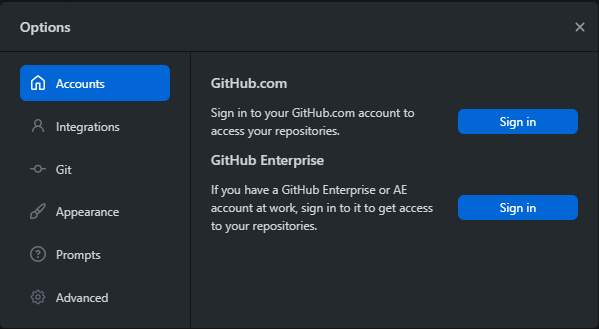 Options
Accounts
Integrations
Git
Appearance
Prompts
Advanced
GitHub.com
Sign in to your GitHub.com account to
access your repositories.
Sign in
GitHub Enterprise
If you have a GitHub Enterprise or AE
account at work, sign in to it to get access
to your repositories.
Sign in